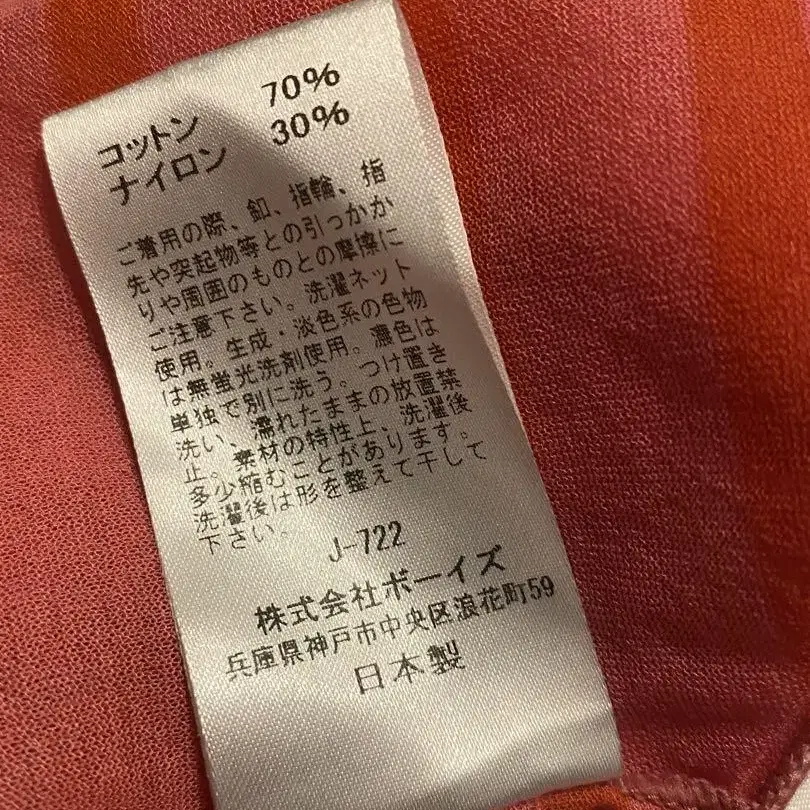 コットン 70%
ナイロン 30%
ご着用の際、釦、指輪、指
先や突起物等との引っかか
りや周囲のものとの摩擦に
ご注意下さい。洗濯ネット
使用。生成・淡色系の色物
は無蛍光洗剤使用。濃色は
単独で別に洗う。つけ置き
洗い、濡れたままの放置禁
止。素材の特性上、洗濯後
多少縮むことがあります。
洗濯後は形を整えて干して
下さい。
J-722
株式会社ボーイズ
兵庫県神戸市中央区浪花町59
日本製